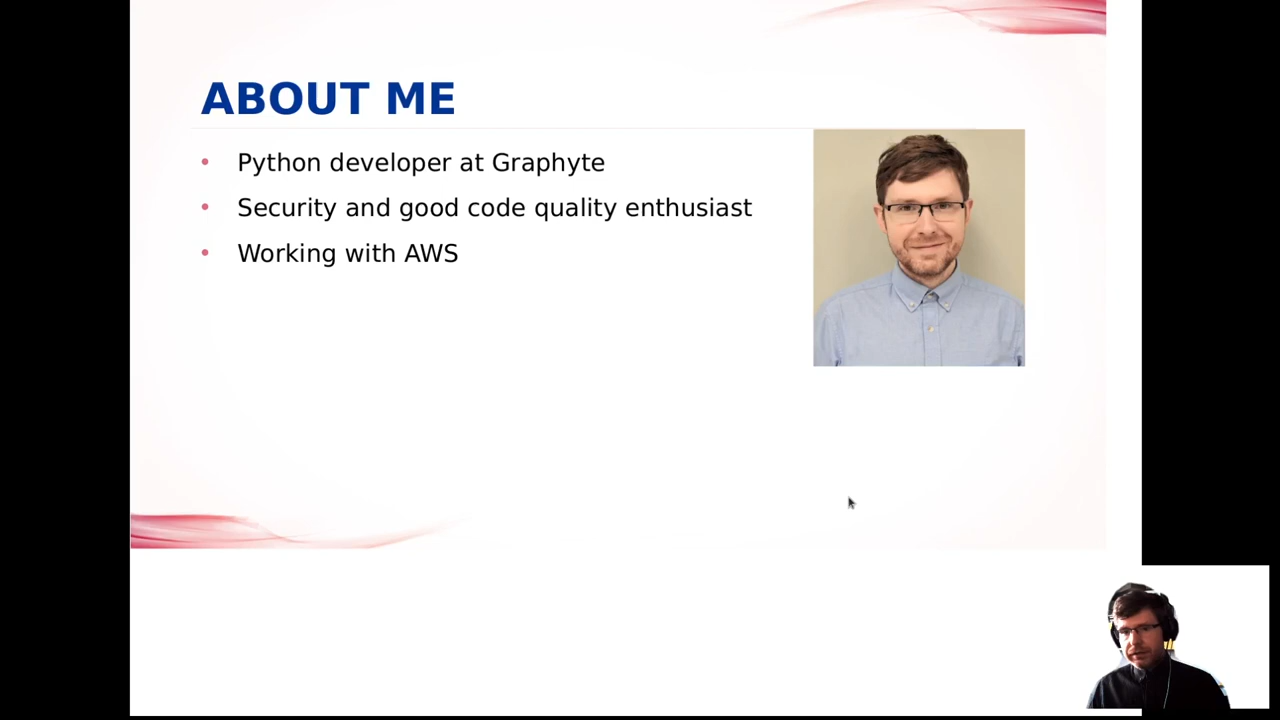 ABOUT ME
• Python developer at Graphyte
• Security and good code quality enthusiast
• Working with AWS